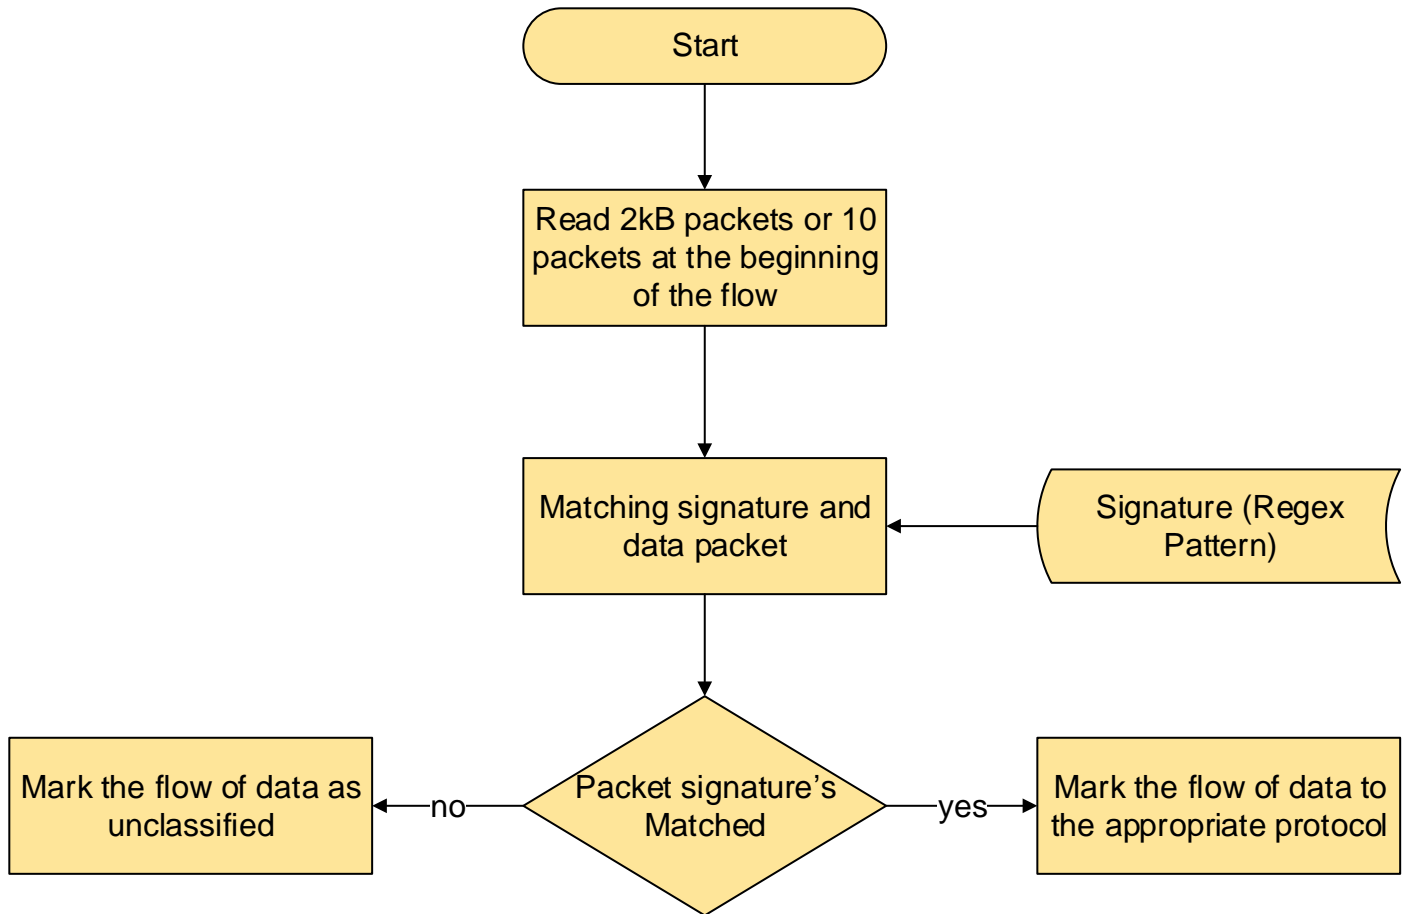 Start
Read 2kB packets or 10
packets at the beginning
of the flow
Matching signature and
data packet
Signature (Regex
Pattern)
Packet signature’s
Matched
no
yes
Mark the flow of data as
unclassified
Mark the flow of data to
the appropriate protocol